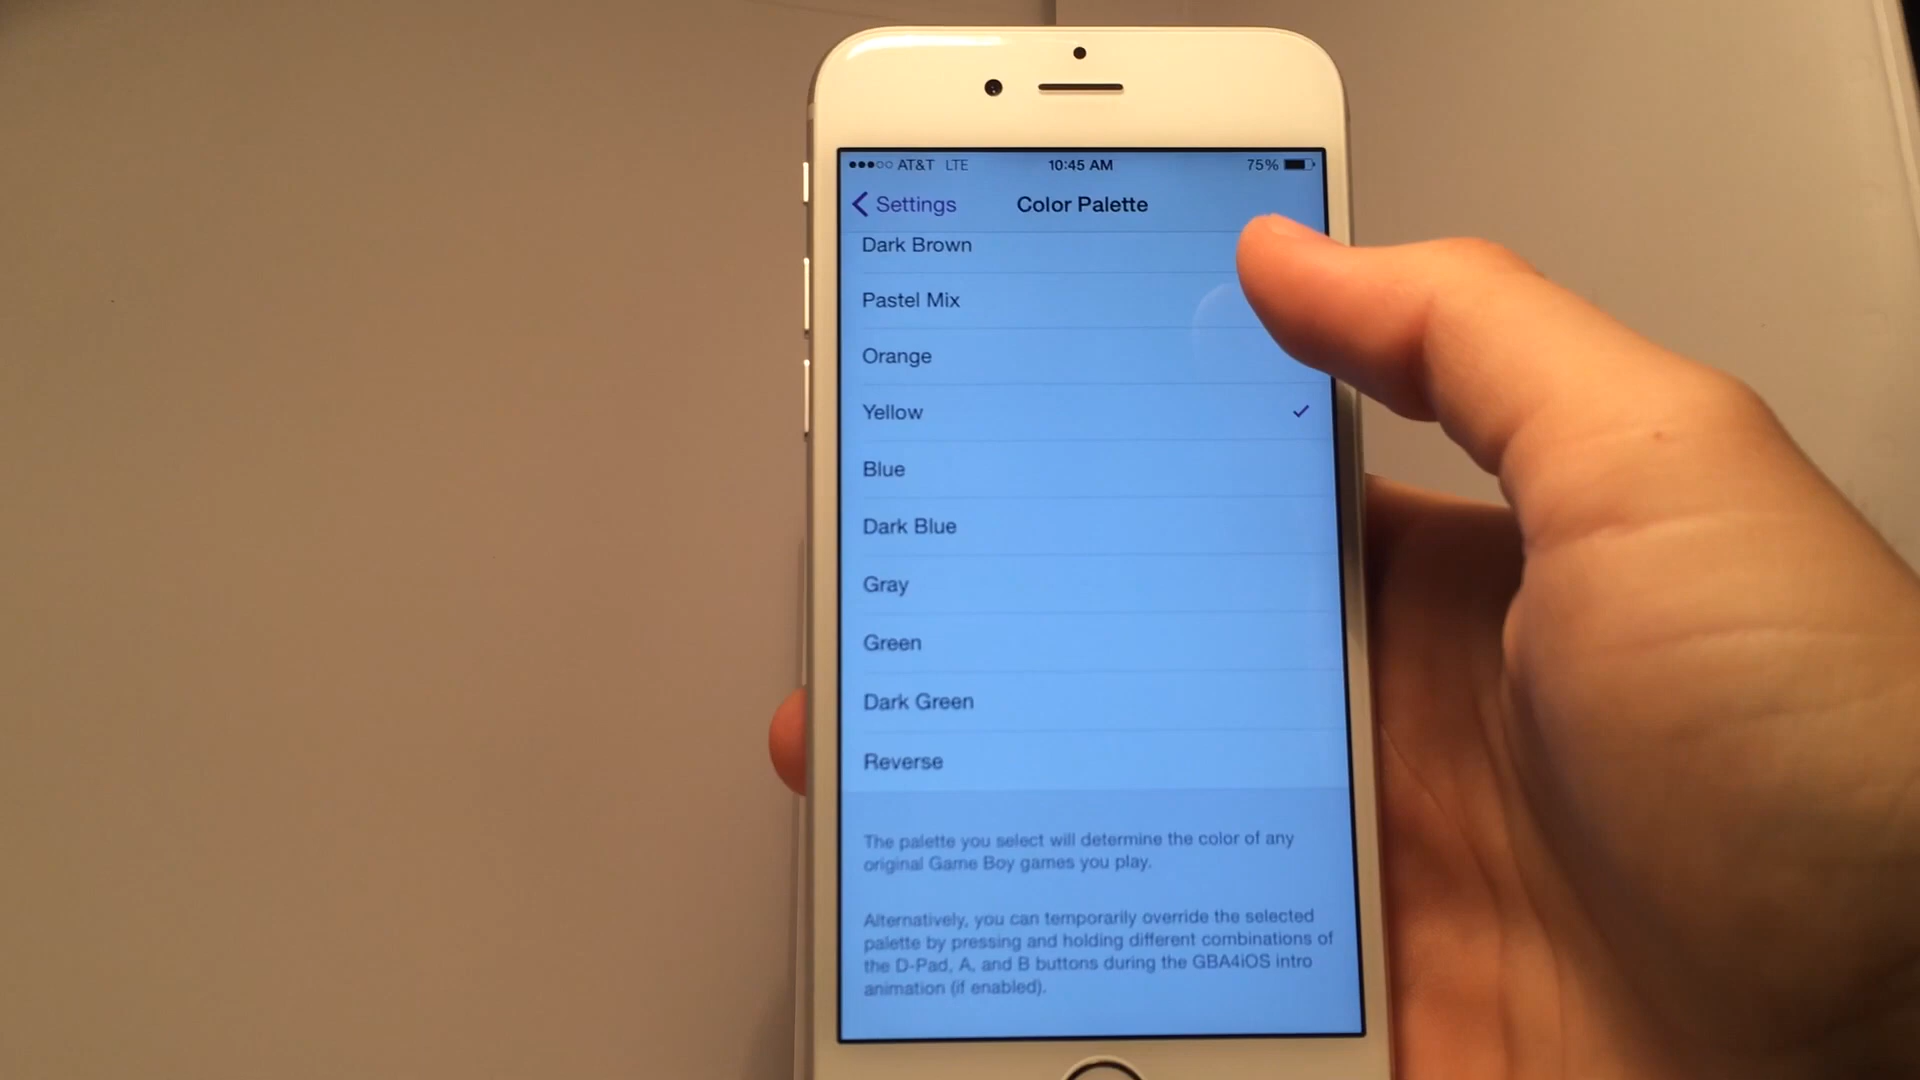 AT&T LTE 10:45 AM 75%
Settings Color Palette
Dark Brown
Pastel Mix
Orange
Yellow
Blue
Dark Blue
Gray
Green
Dark Green
Reverse
The palette you select will determine the color of any
original Game Boy games you play.
Alternatively, you can temporarily override the selected
palette by pressing and holding different combinations of
the D-Pad, A, and B buttons during the GBA4iOS intro
animation (if enabled).